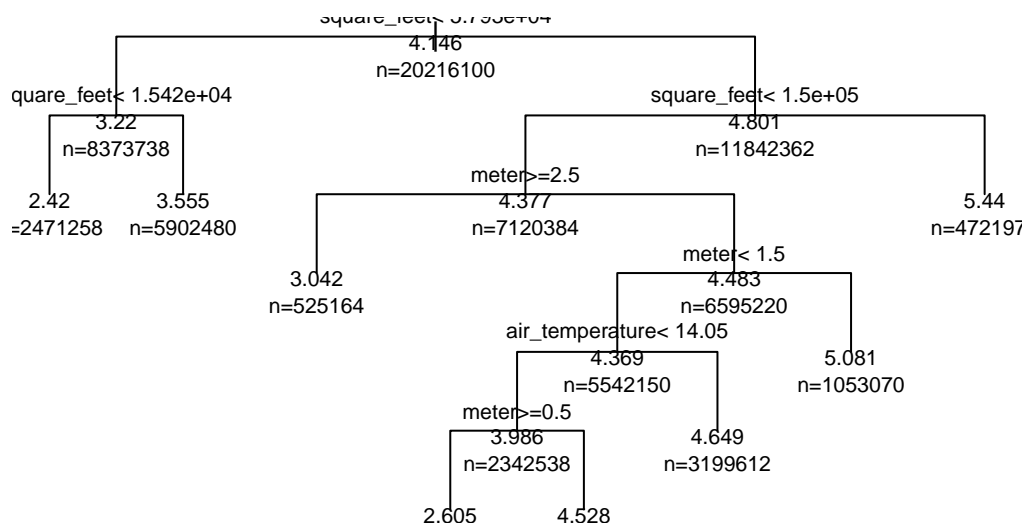 4.146
n=20216100
quare_feet< 1.542e+04
square_feet< 1.5e+05
3.22
4.801
n=8373738
n=11842362
meter>=2.5
2.42
3.555
4.377
5.44
=2471258
n=5902480
n=7120384
n=472197
meter< 1.5
3.042
4.483
n=525164
n=6595220
air_temperature< 14.05
4.369
5.081
n=5542150
n=1053070
meter>=0.5
3.986
4.649
n=2342538
n=3199612
2.605
4.528